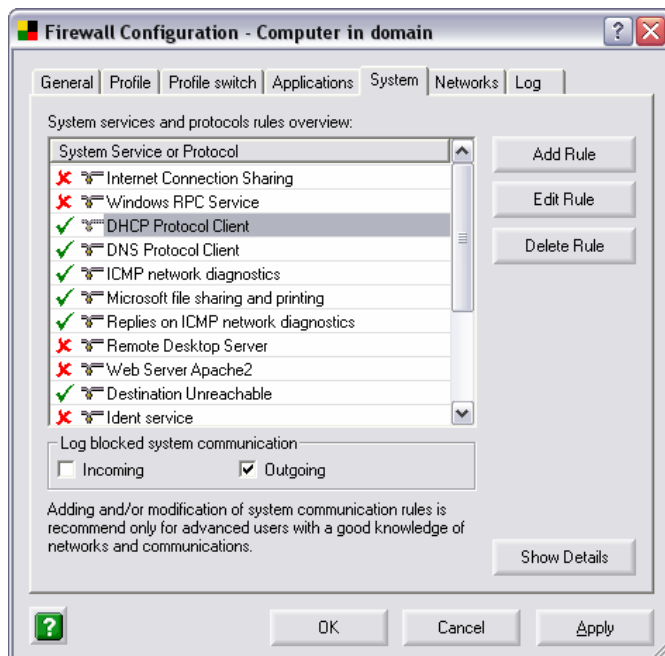 Firewall Configuration - Computer in domain
General Profile Profile switch Applications System Networks Log
System services and protocols rules overview:
System Service or Protocol
Internet Connection Sharing
Windows RPC Service
DHCP Protocol Client
DNS Protocol Client
ICMP network diagnostics
Microsoft file sharing and printing
Replies on ICMP network diagnostics
Remote Desktop Server
Web Server Apache2
Destination Unreachable
Ident service
Add Rule
Edit Rule
Delete Rule
Log blocked system communication
Incoming Outgoing
Adding and/or modification of system communication rules is
recommend only for advanced users with a good knowledge of
networks and communications.
Show Details
OK Cancel Apply